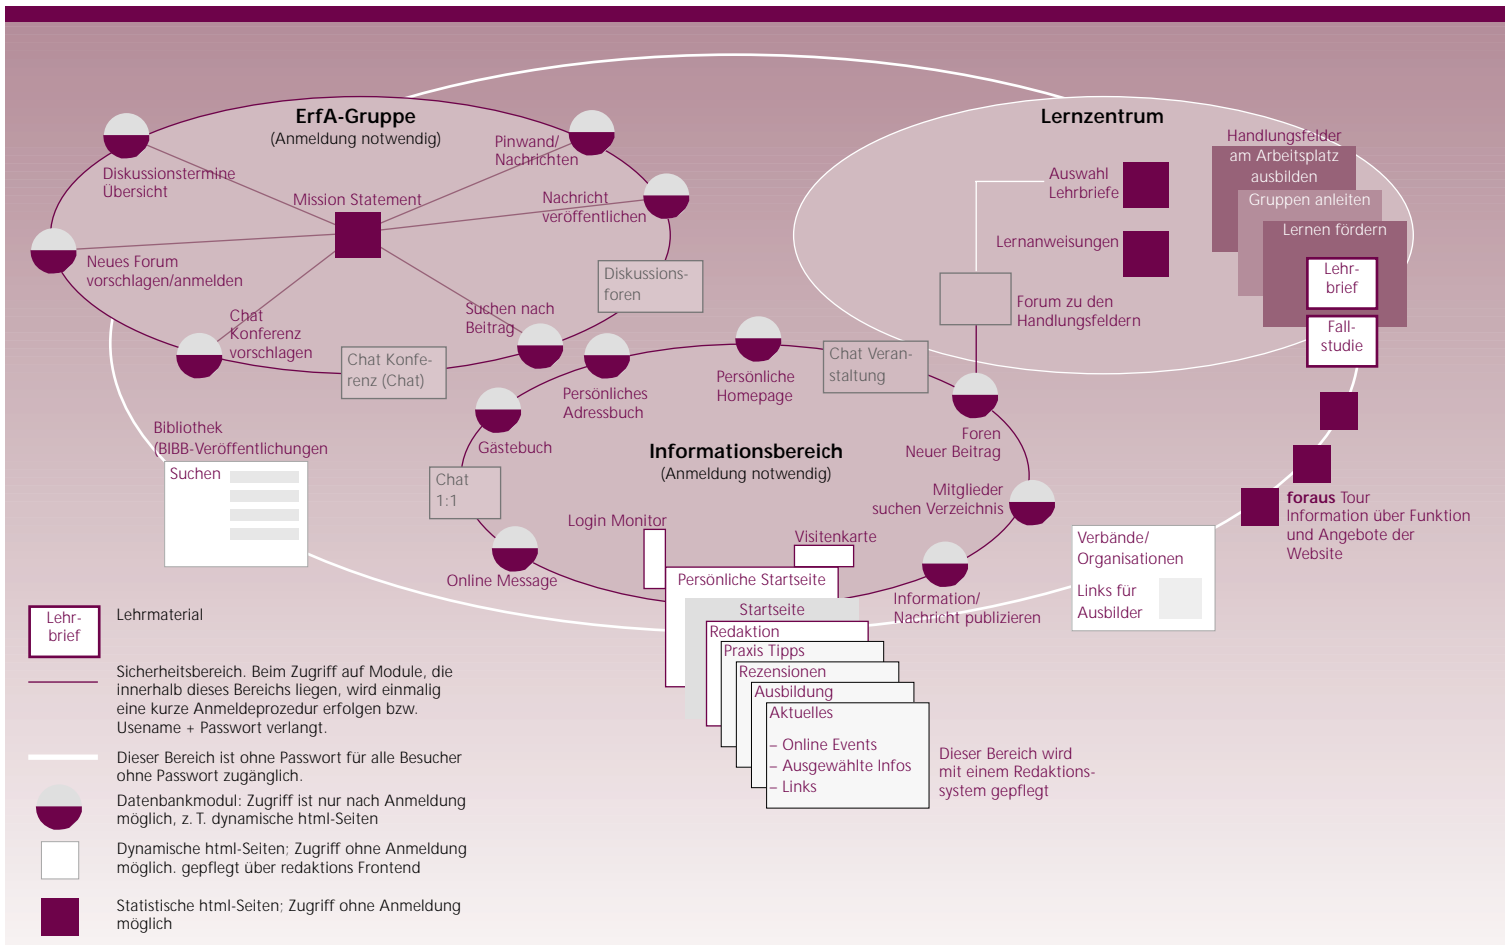 ErfA-Gruppe
(Anmeldung notwendig)
Pinwand/
Nachrichten
Diskussionstermine
Übersicht
Mission Statement
Nachricht
veröffentlichen
Neues Forum
vorschlagen/anmelden
Diskussions-
foren
Chat
Konferenz
vorschlagen
Suchen nach
Beitrag
Chat Konfe-
renz (Chat)
Lernzentrum
Handlungsfelder
am Arbeitsplatz
ausbilden
Gruppen anleiten
Lernen fördern
Auswahl
Lehrbriefe
Lernanweisungen
Lehr-
brief
Fall-
studie
Forum zu den
Handlungsfeldern
Persönliches
Adressbuch
Persönliche
Homepage
Chat Veran-
staltung
Gästebuch
Informationsbereich
(Anmeldung notwendig)
Foren
Neuer Beitrag
Chat
1:1
Mitglieder
suchen Verzeichnis
Login Monitor
Visitenkarte
Online Message
Information/
Nachricht publizieren
Bibliothek
(BIBB-Veröffentlichungen
Suchen
foraus Tour
Information über Funktion
und Angebote der
Website
Verbände/
Organisationen
Links für
Ausbilder
Persönliche Startseite
Startseite
Redaktion
Praxis Tipps
Rezensionen
Ausbildung
Aktuelles
– Online Events
– Ausgewählte Infos
– Links
Dieser Bereich wird
mit einem Redaktions-
system gepflegt
Lehr-
brief
Lehrmaterial
Sicherheitsbereich. Beim Zugriff auf Module, die
innerhalb dieses Bereichs liegen, wird einmalig
eine kurze Anmeldeprozedur erfolgen bzw.
Usename + Passwort verlangt.
Dieser Bereich ist ohne Passwort für alle Besucher
ohne Passwort zugänglich.
Datenbankmodul: Zugriff ist nur nach Anmeldung
möglich, z. T. dynamische html-Seiten
Dynamische html-Seiten; Zugriff ohne Anmeldung
möglich. gepflegt über redaktions Frontend
Statistische html-Seiten; Zugriff ohne Anmeldung
möglich